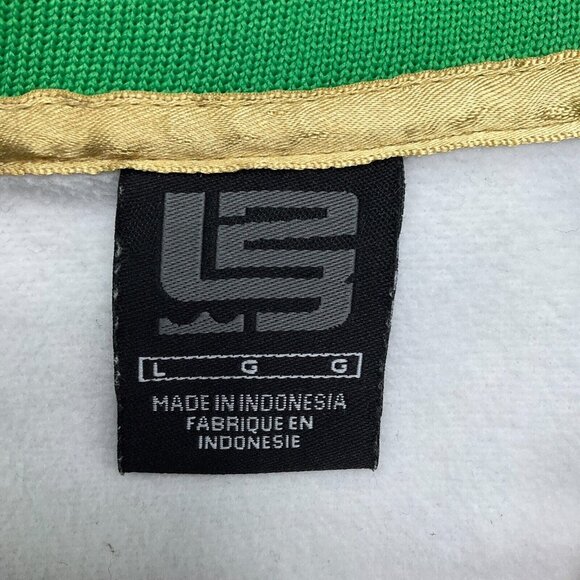 L G G
MADE IN INDONESIA
FABRIQUE EN
INDONESIE